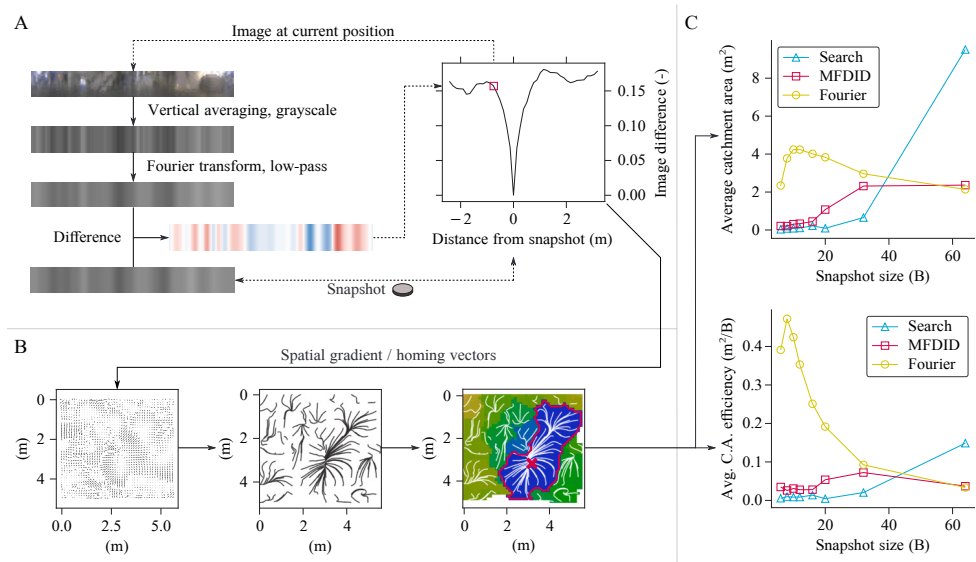 A
Image at current position
Vertical averaging, grayscale
Fourier transform, low-pass
Difference
Snapshot
0.15
0.10
0.05
0.00
Image difference (-)
−2
0
2
Distance from snapshot (m)
B
Spatial gradient / homing vectors
0
2
4
(m)
0.0
2.5
5.0
(m)
0
2
4
(m)
0
2
4
(m)
0
2
4
(m)
0
2
4
(m)
C
Search
MFDID
Fourier
8
6
4
2
0
Average catchment area (m²)
20
40
60
Snapshot size (B)
Search
MFDID
Fourier
0.4
0.3
0.2
0.1
0.0
Avg. C.A. efficiency (m²/B)
20
40
60
Snapshot size (B)